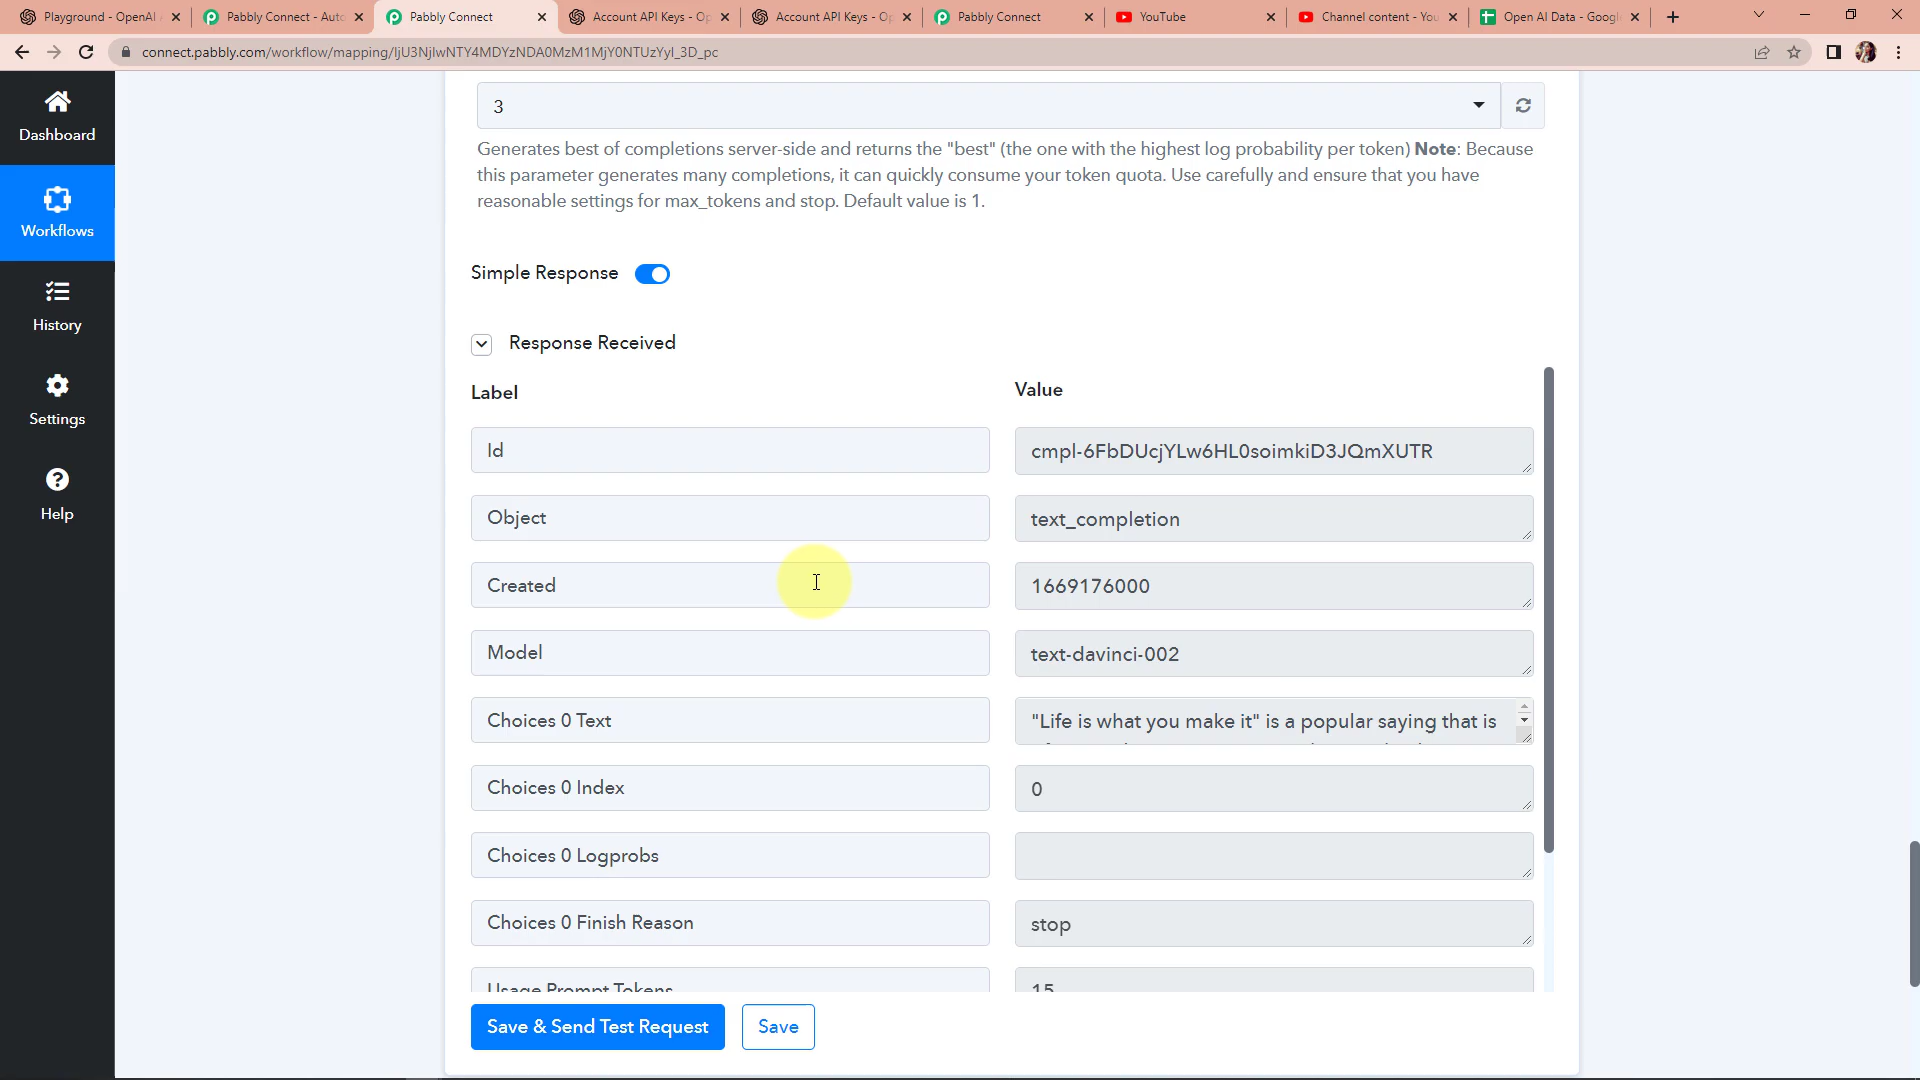 Playground - OpenAI
Pabbly Connect - Auto
Pabbly Connect
Account API Keys - Op
Account API Keys - Op
Pabbly Connect
YouTube
Channel content - You
Open AI Data - Google
connect.pabbly.com/workflow/mapping/IjU3NjIwNTY4MDYzNDA0MzM1MjY0NTUzYyI_3D_pc
Dashboard
Workflows
History
Settings
Help
3
Generates best of completions server-side and returns the "best" (the one with the highest log probability per token) Note: Because
this parameter generates many completions, it can quickly consume your token quota. Use carefully and ensure that you have
reasonable settings for max_tokens and stop. Default value is 1.
Simple Response
Response Received
Label Value
Id cmpl-6FbDUcjYLw6HL0soimkiD3JQmXUTR
Object text_completion
Created 1669176000
Model text-davinci-002
Choices 0 Text "Life is what you make it" is a popular saying that is
Choices 0 Index 0
Choices 0 Logprobs
Choices 0 Finish Reason stop
Usage Prompt Tokens 15
Save & Send Test Request Save